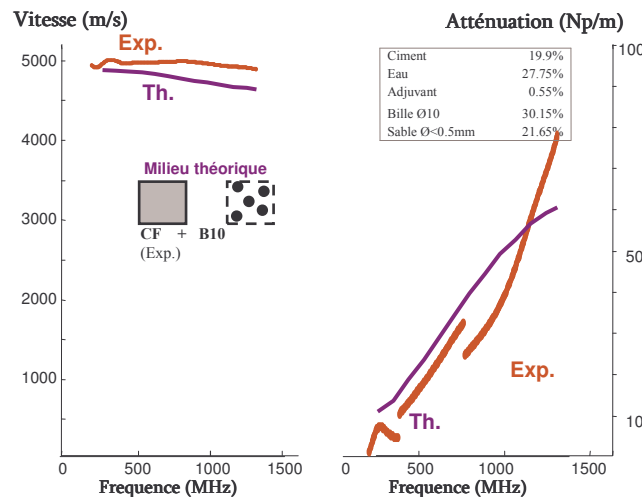 Vitesse (m/s)
5000
4000
3000
2000
1000
0
0 500 1000 1500
Frequence (MHz)
Exp.
Th.
Milieu théorique
CF + B10
(Exp.)
Atténuation (Np/m)
Ciment 19.9%
Eau 27.75%
Adjuvant 0.55%
Bille Ø10 30.15%
Sable Ø<0.5mm 21.65%
100
50
10
0 500 1000 1500
Frequence (MHz)
Exp.
Th.